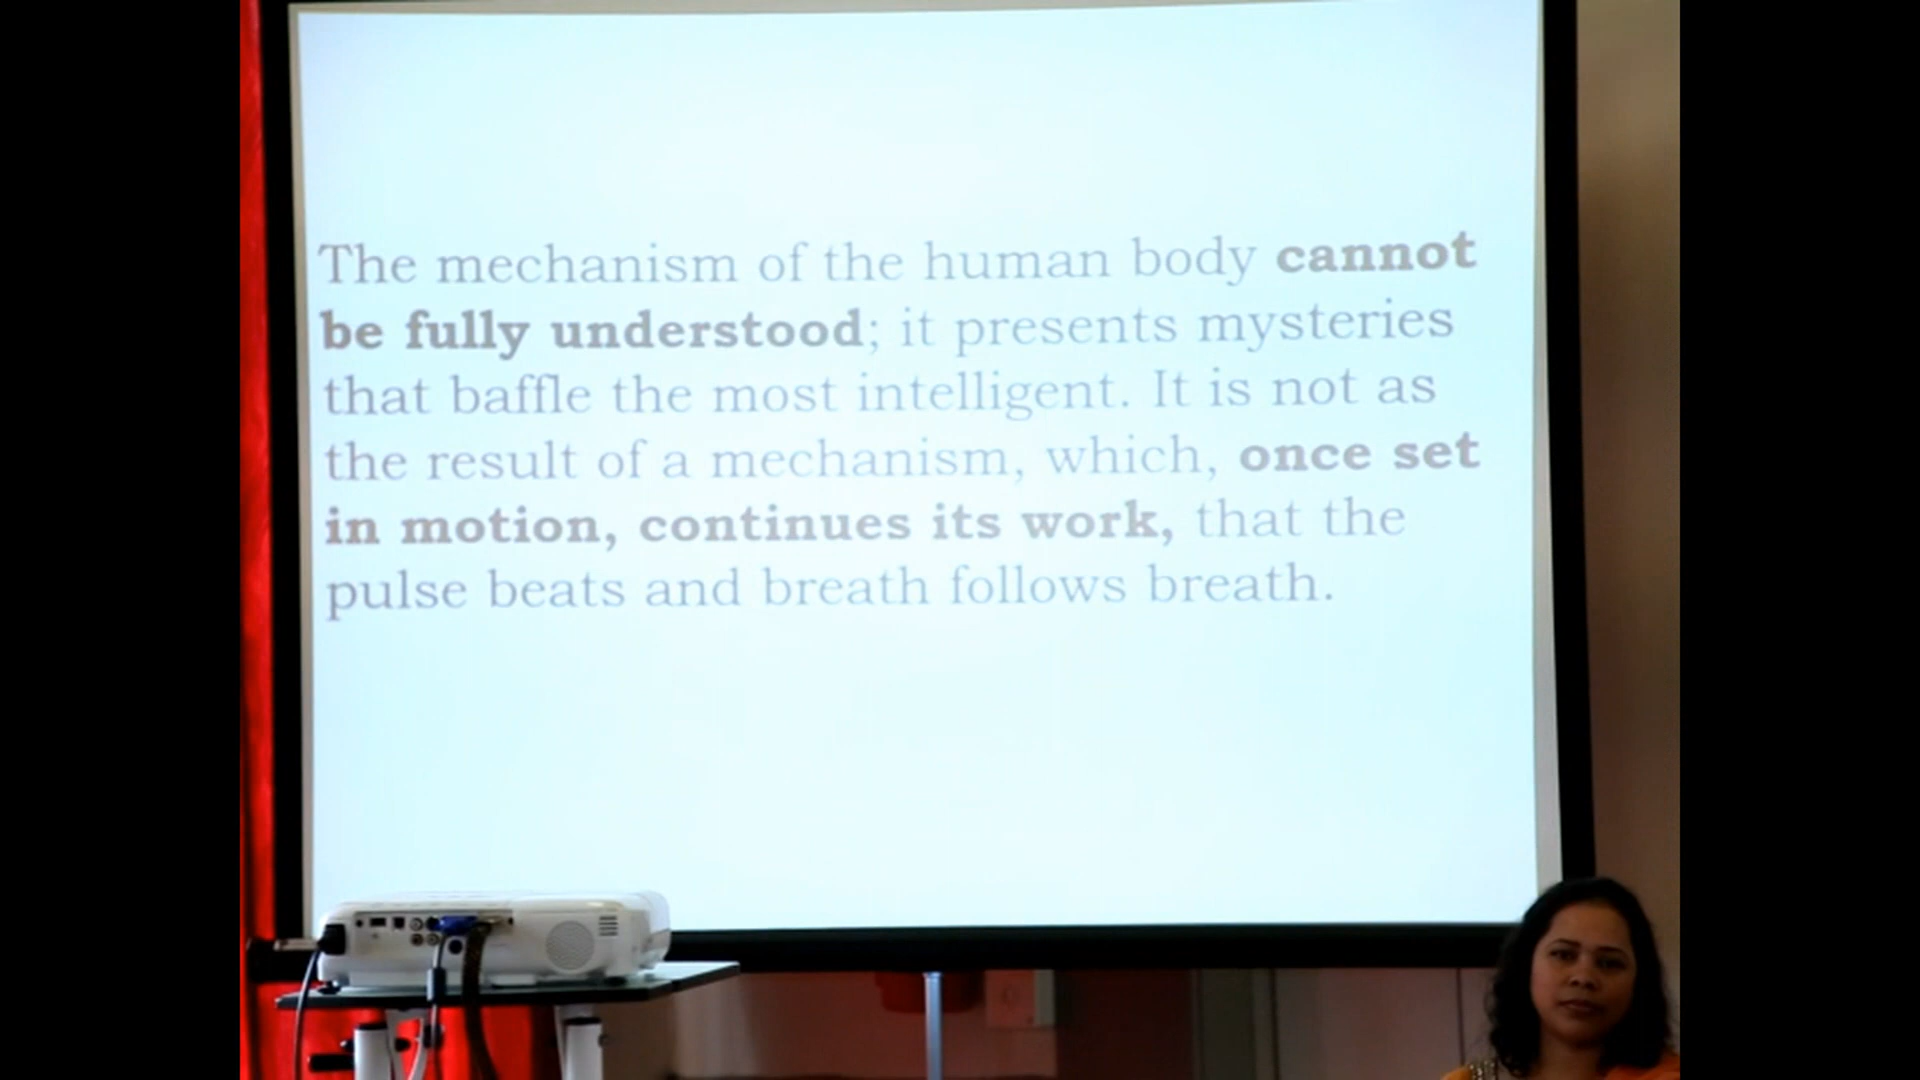 The mechanism of the human body cannot
be fully understood; it presents mysteries
that baffle the most intelligent. It is not as
the result of a mechanism, which, once set
in motion, continues its work, that the
pulse beats and breath follows breath.